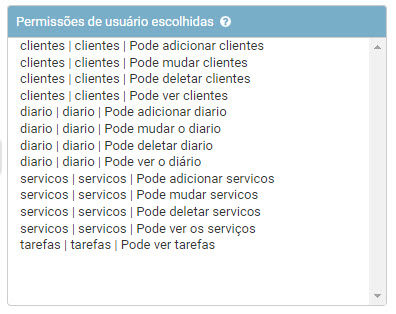 Permissões de usuário escolhidas ?
clientes | clientes | Pode adicionar clientes
clientes | clientes | Pode mudar clientes
clientes | clientes | Pode deletar clientes
clientes | clientes | Pode ver clientes
diario | diario | Pode adicionar diario
diario | diario | Pode mudar o diario
diario | diario | Pode deletar diario
diario | diario | Pode ver o diário
servicos | servicos | Pode adicionar servicos
servicos | servicos | Pode mudar servicos
servicos | servicos | Pode deletar servicos
servicos | servicos | Pode ver os serviços
tarefas | tarefas | Pode ver tarefas